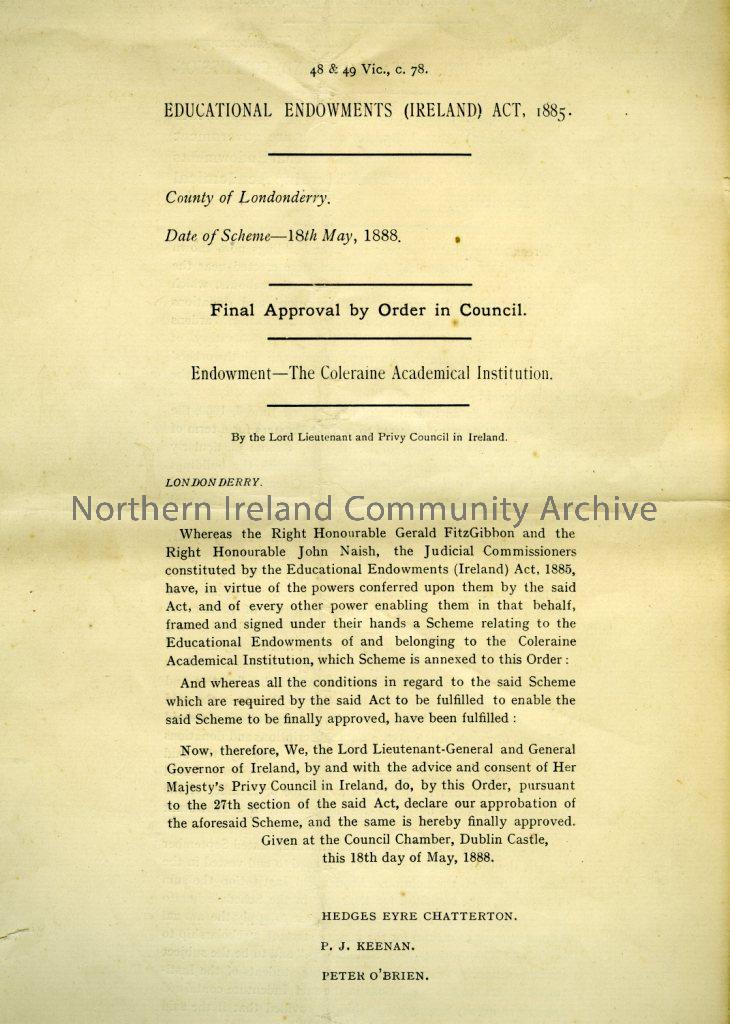 48 & 49 Vic., c. 78.
EDUCATIONAL ENDOWMENTS (IRELAND) ACT, 1885.
County of Londonderry.
Date of Scheme—18th May, 1888.
Final Approval by Order in Council.
Endowment—The Coleraine Academical Institution.
By the Lord Lieutenant and Privy Council in Ireland.
LONDONDERRY.
Northern Ireland Community Archive
Whereas the Right Honourable Gerald FitzGibbon and the
Right Honourable John Naish, the Judicial Commissioners
constituted by the Educational Endowments (Ireland) Act, 1885,
have, in virtue of the powers conferred upon them by the said
Act, and of every other power enabling them in that behalf,
framed and signed under their hands a Scheme relating to the
Educational Endowments of and belonging to the Coleraine
Academical Institution, which Scheme is annexed to this Order :
And whereas all the conditions in regard to the said Scheme
which are required by the said Act to be fulfilled to enable the
said Scheme to be finally approved, have been fulfilled :
Now, therefore, We, the Lord Lieutenant-General and General
Governor of Ireland, by and with the advice and consent of Her
Majesty's Privy Council in Ireland, do, by this Order, pursuant
to the 27th section of the said Act, declare our approbation of
the aforesaid Scheme, and the same is hereby finally approved.
Given at the Council Chamber, Dublin Castle,
this 18th day of May, 1888.
HEDGES EYRE CHATTERTON.
P. J. KEENAN.
PETER O'BRIEN.